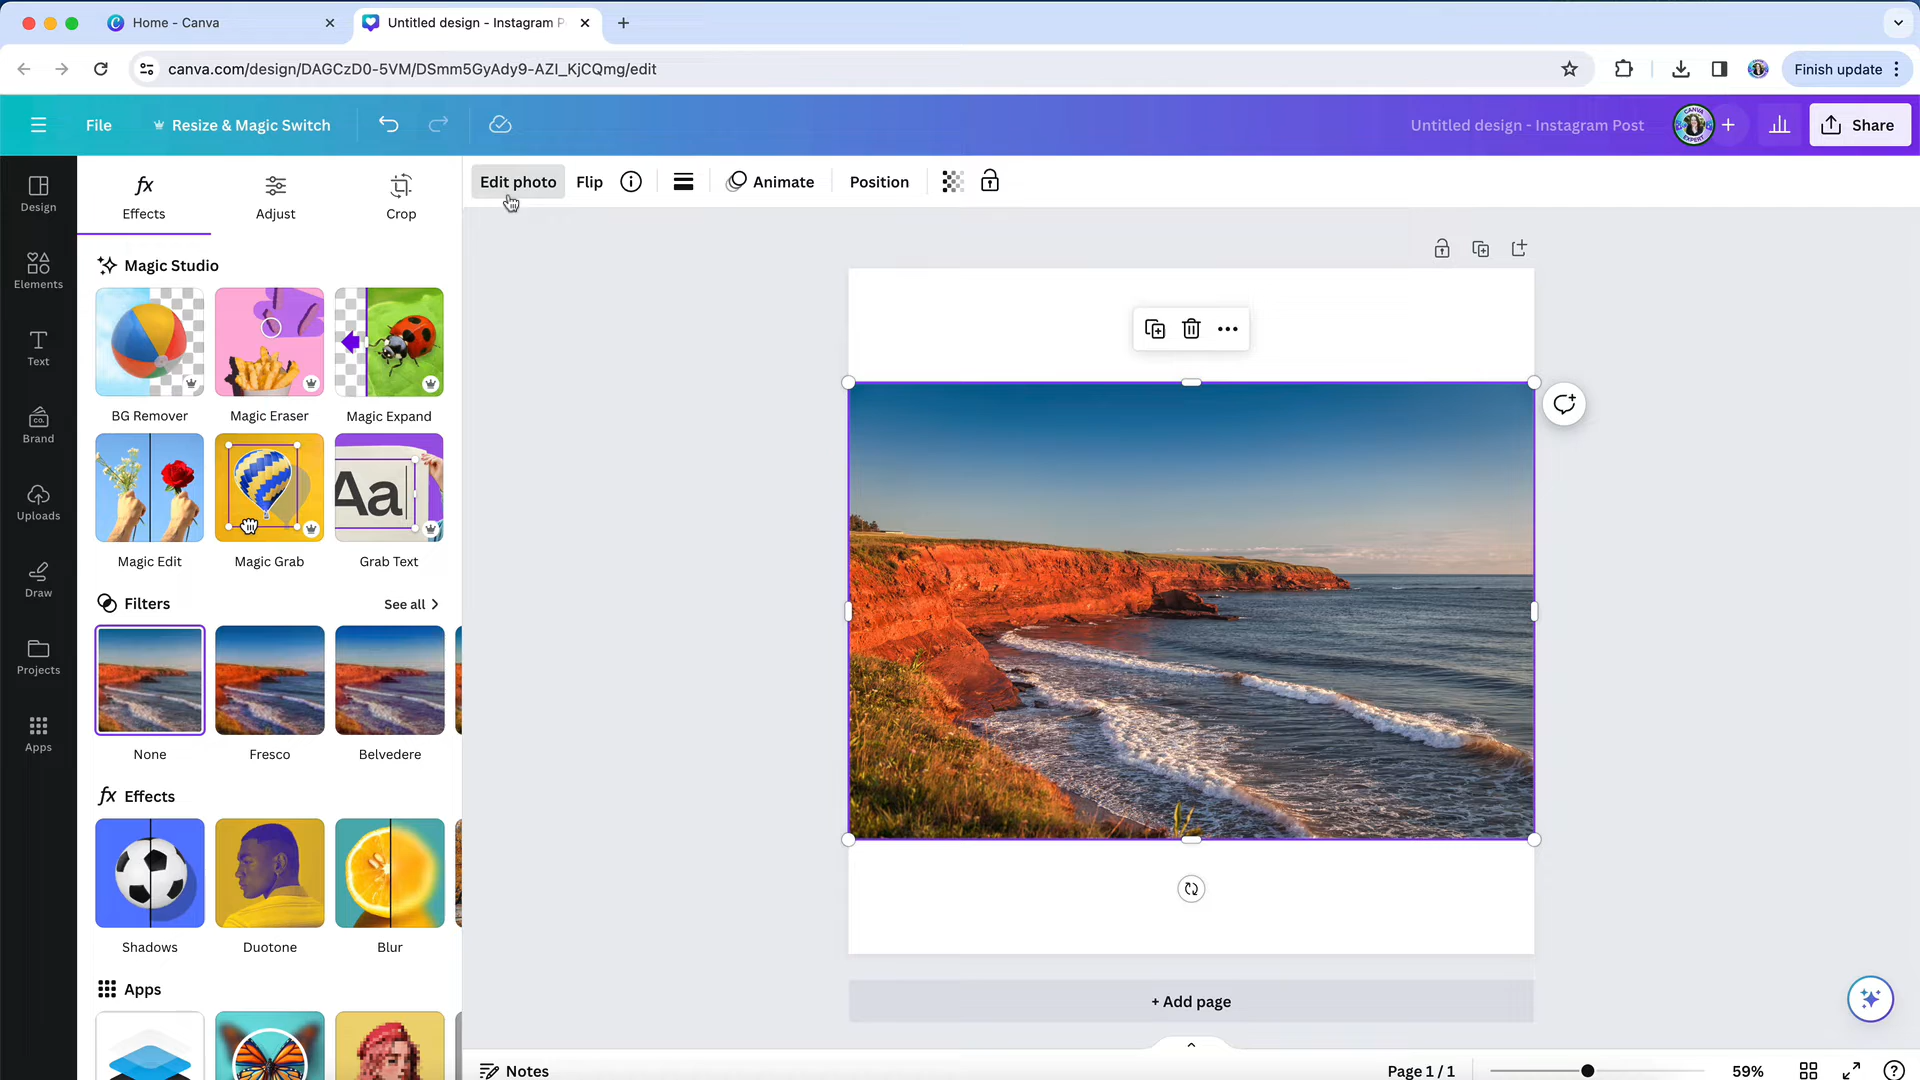 Home - Canva
Untitled design - Instagram P
canva.com/design/DAGCzD0-5VM/DSmm5GyAdy9-AZI_KjCQmg/edit
Finish update
File
Resize & Magic Switch
Untitled design - Instagram Post
Share
Design
Elements
Text
Brand
Uploads
Draw
Projects
Apps
Effects
Adjust
Crop
Edit photo
Flip
Animate
Position
Magic Studio
BG Remover
Magic Eraser
Magic Expand
Aa
Magic Edit
Magic Grab
Grab Text
Filters
See all
None
Fresco
Belvedere
fx Effects
Shadows
Duotone
Blur
Apps
+ Add page
Notes
Page 1 / 1
59%